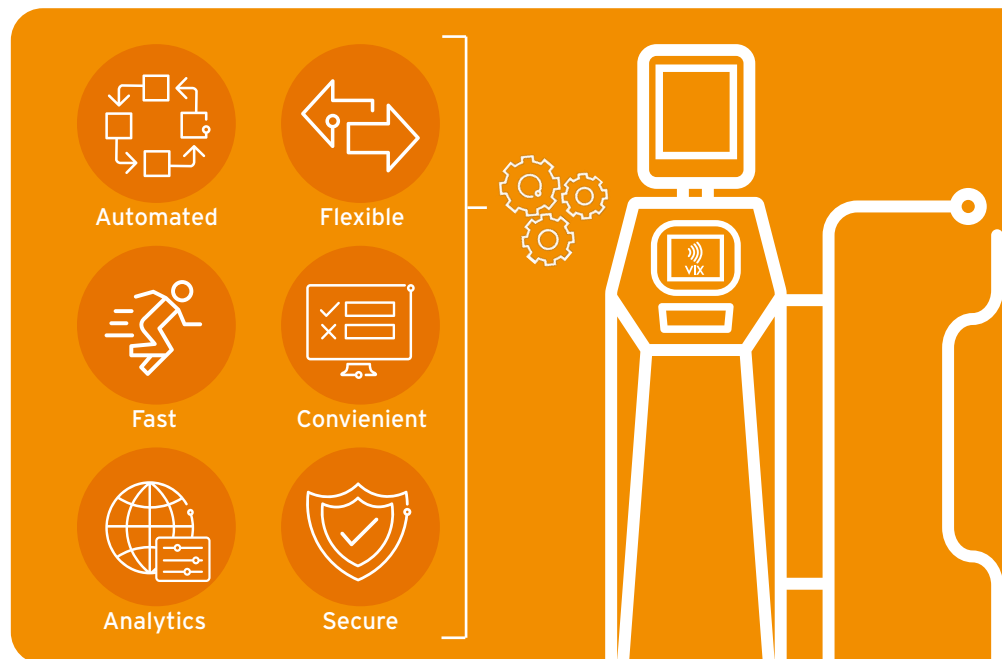 Automated
Flexible
VIX
Fast
Convienient
Analytics
Secure